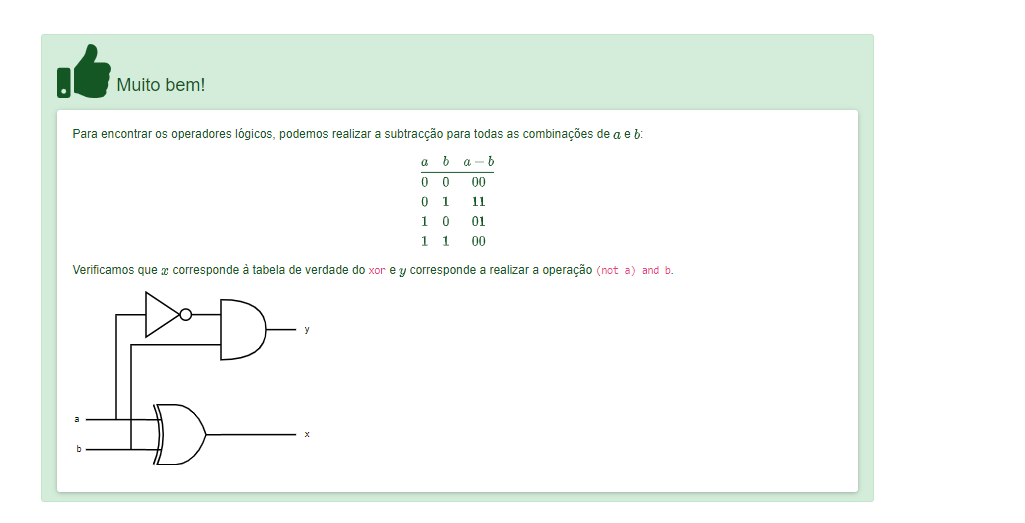 Muito bem!
Para encontrar os operadores lógicos, podemos realizar a subtracção para todas as combinações de a e b:
a b a − b
0 0 00
0 1 11
1 0 01
1 1 00
Verificamos que x corresponde à tabela de verdade do xor e y corresponde a realizar a operação (not a) and b.
y
a
x
b